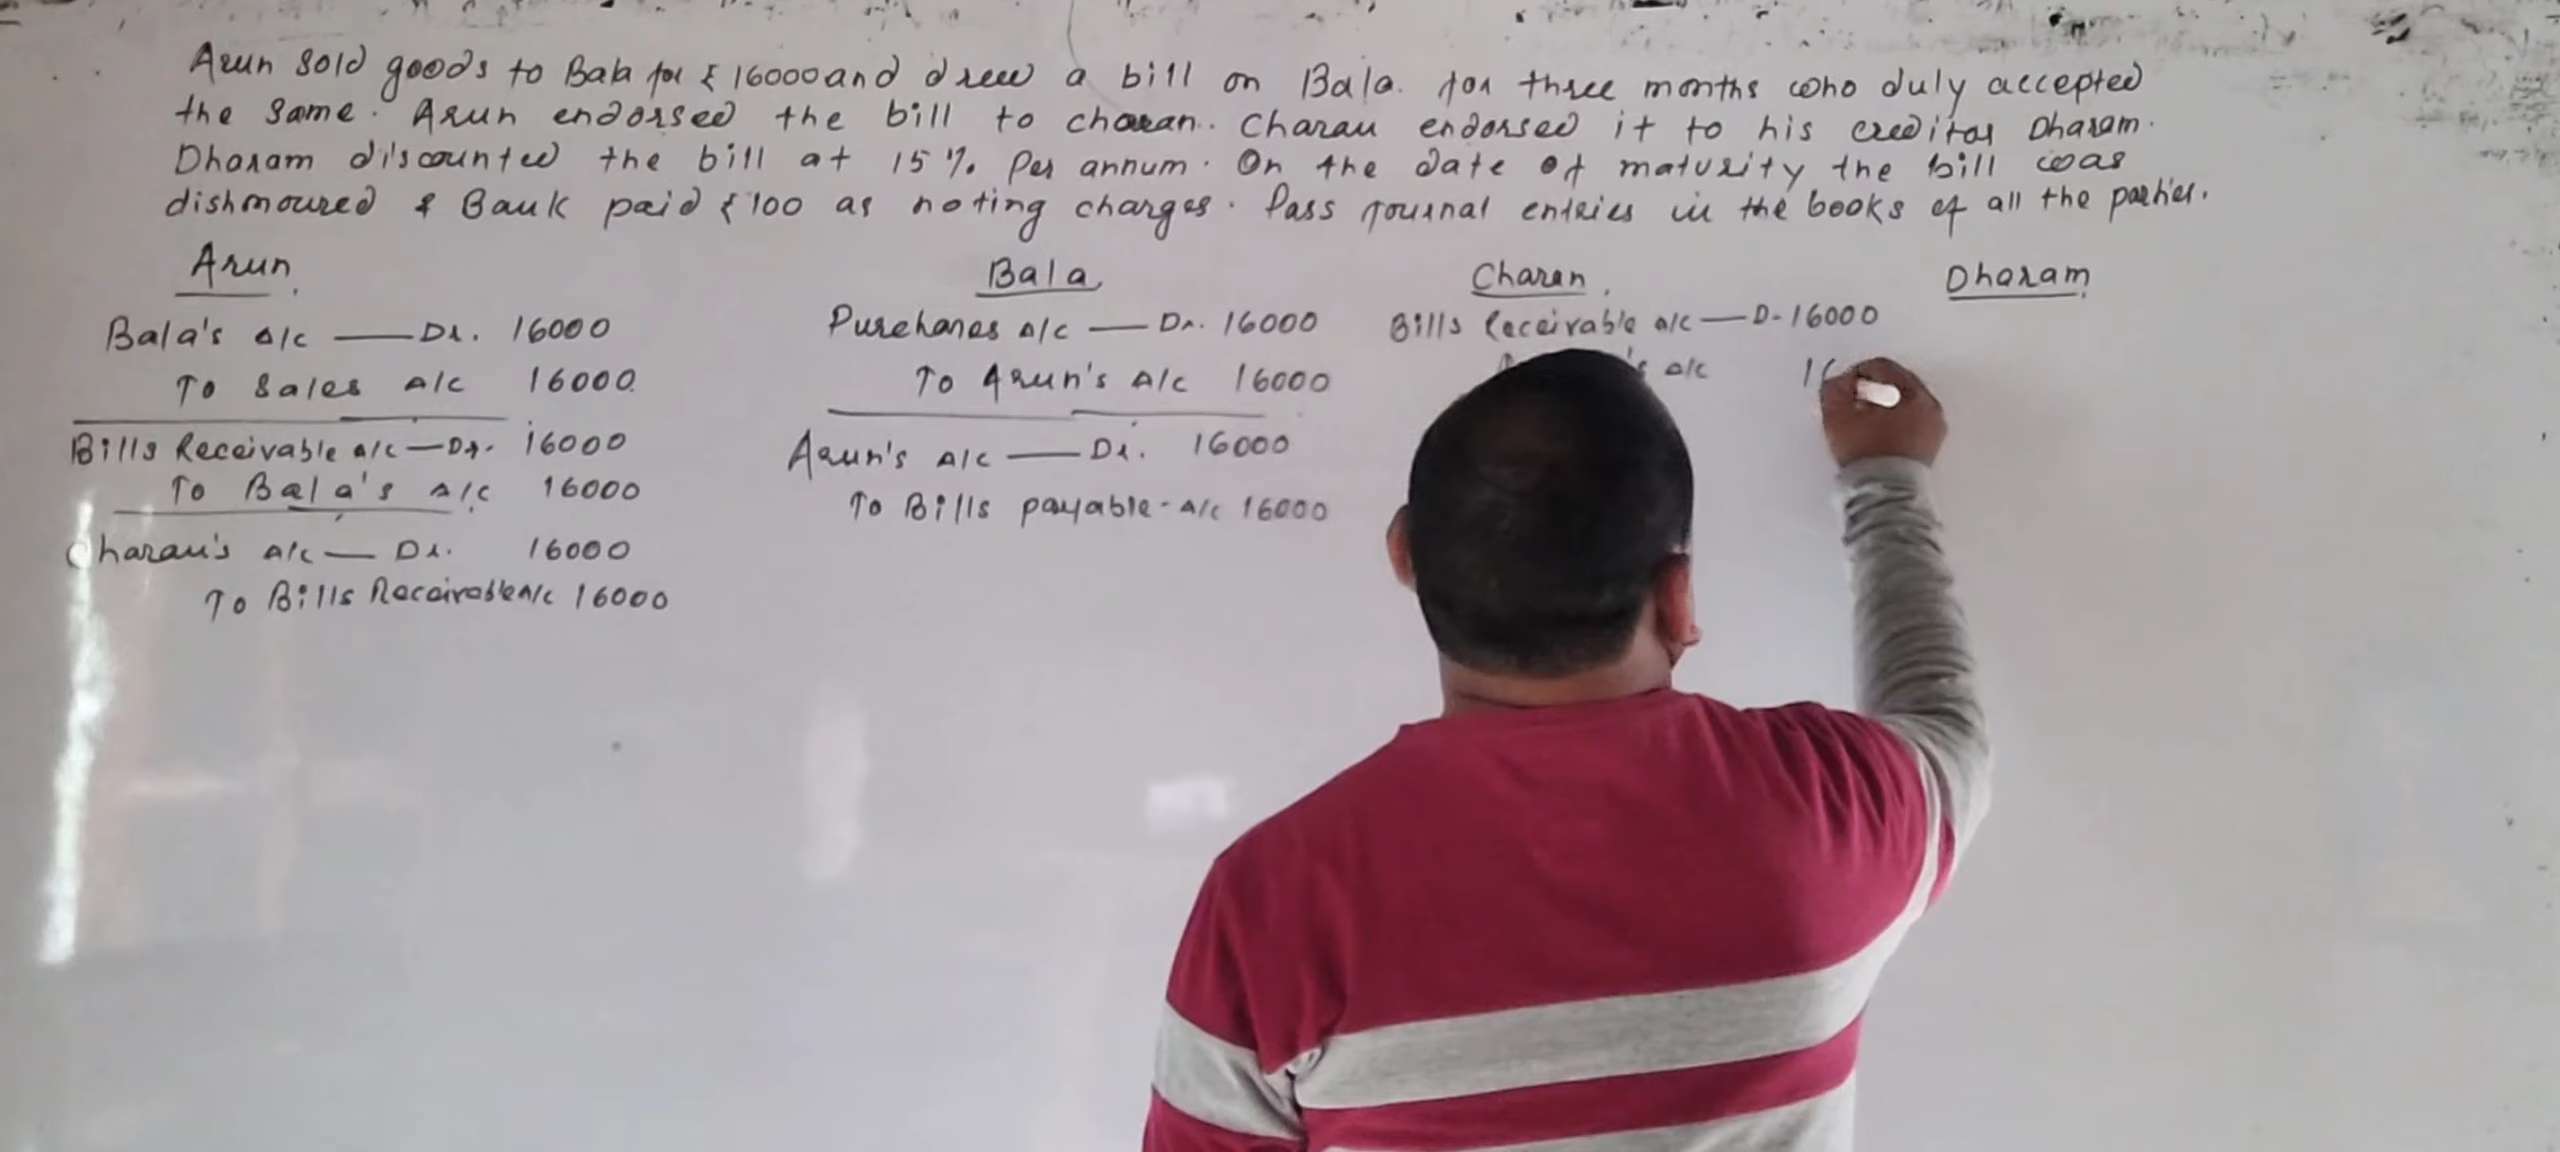 Arun sold goods to Bala for ₹ 16000 and drew a bill on Bala. for three months who duly accepted
the same. Arun endorsed the bill to charan. Charan endorsed it to his creditor Dharam.
Dharam discounted the bill at 15% Per annum. On the date of maturity the bill was
dishmoured & Bank paid ₹100 as noting charges. Pass journal entries in the books of all the parties.
Arun
Bala's A/c — Dr. 16000
To Sales A/c 16000
Bills Receivable a/c — Dr. 16000
To Bala's A/c 16000
Charan's A/c — Dr. 16000
To Bills Receivable A/c 16000
Bala
Purchases A/c — Dr. 16000
To Arun's A/c 16000
Arun's A/c — Dr. 16000
To Bills payable - A/c 16000
Charan
Bills Receivable a/c — D- 16000
a/c
Dharam